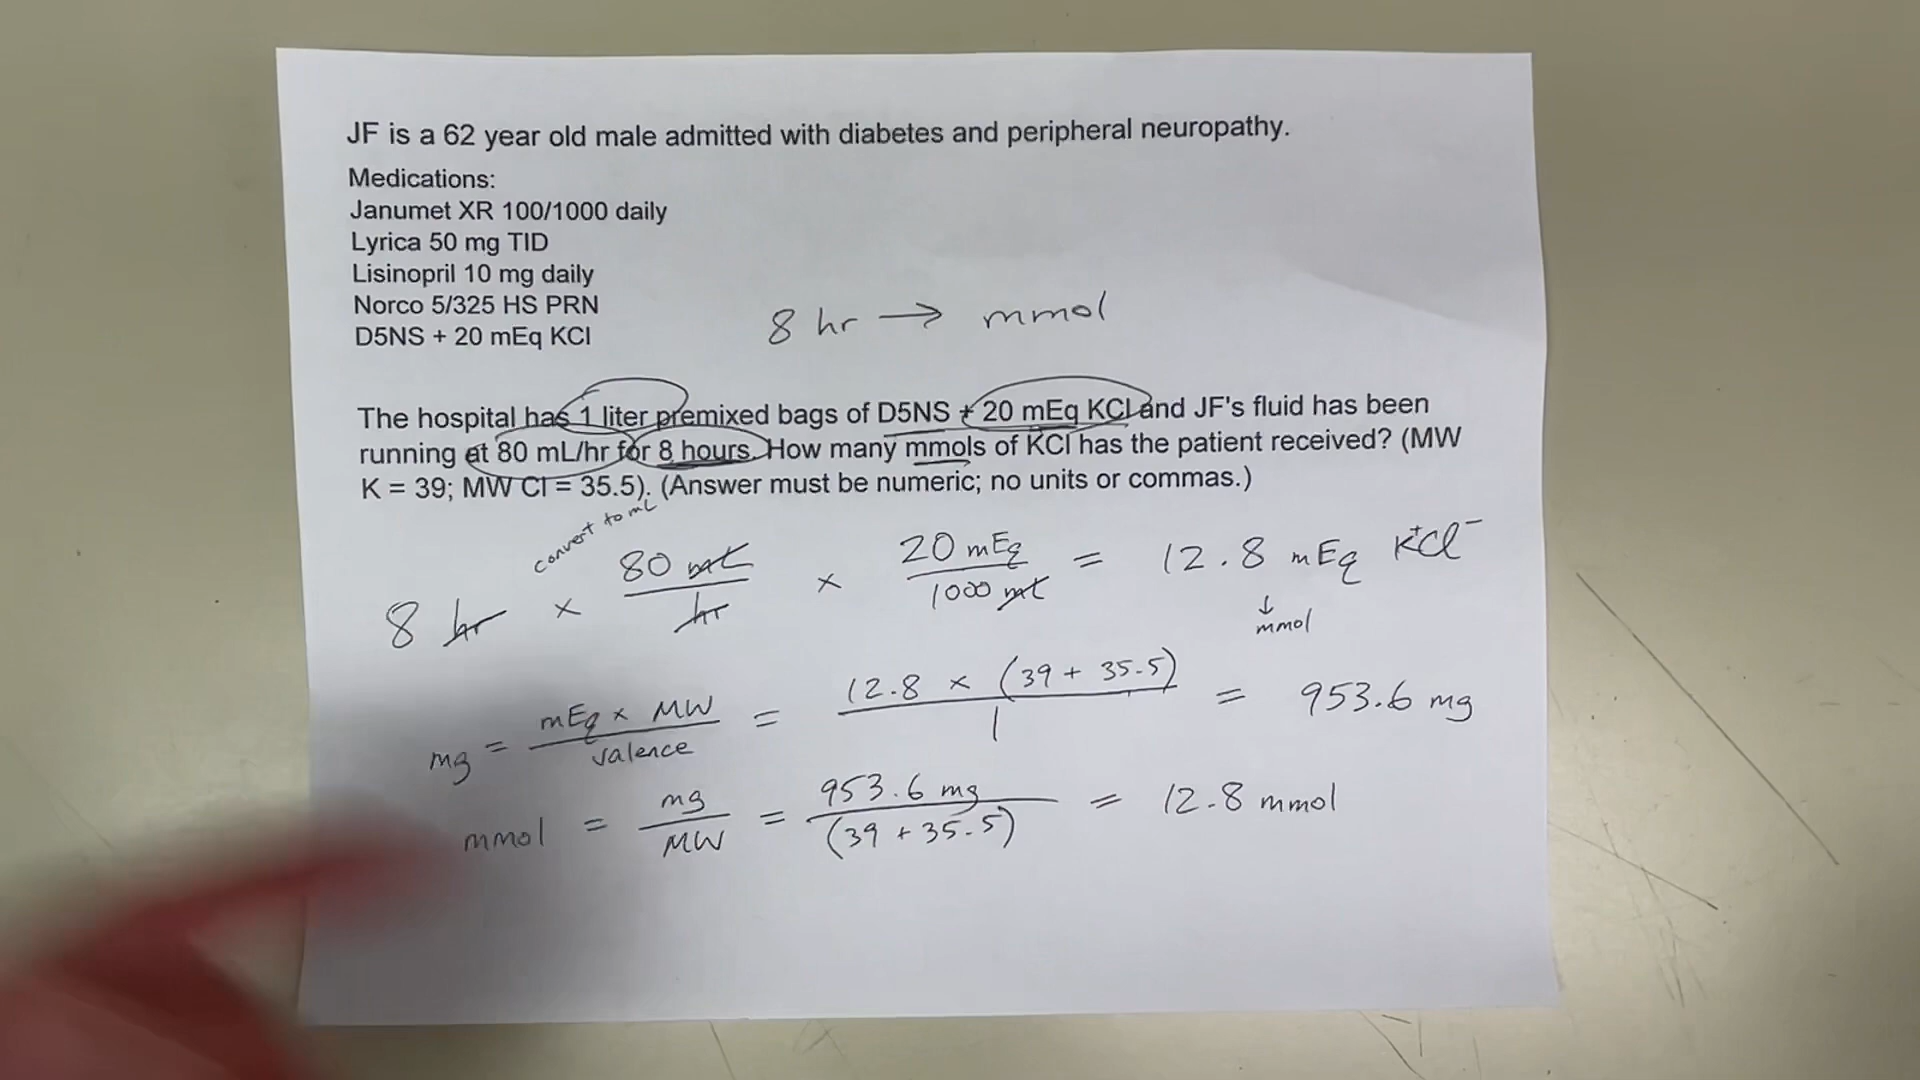 JF is a 62 year old male admitted with diabetes and peripheral neuropathy.
Medications:
Janumet XR 100/1000 daily
Lyrica 50 mg TID
Lisinopril 10 mg daily
Norco 5/325 HS PRN
D5NS + 20 mEq KCl
8 hr → mmol
The hospital has 1 liter premixed bags of D5NS + 20 mEq KCl and JF's fluid has been
running at 80 mL/hr for 8 hours. How many mmols of KCl has the patient received? (MW
K = 39; MW Cl = 35.5). (Answer must be numeric; no units or commas.)
convert to mL
8 hr × 80 mL/hr × 20 mEq/1000 mL = 12.8 mEq K⁺Cl⁻
↓
mmol
mg = mEq × MW/valence = 12.8 × (39 + 35.5)/1 = 953.6 mg
mmol = mg/MW = 953.6 mg/(39 + 35.5) = 12.8 mmol